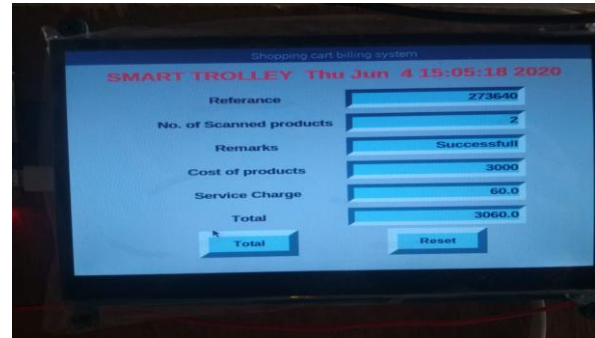 Shopping cart billing system
SMART TROLLEY Thu Jun 4 15:05:18 2020
Referance 273640
No. of Scanned products 2
Remarks Successfull
Cost of products 3000
Service Charge 60.0
Total 3060.0
Total Reset